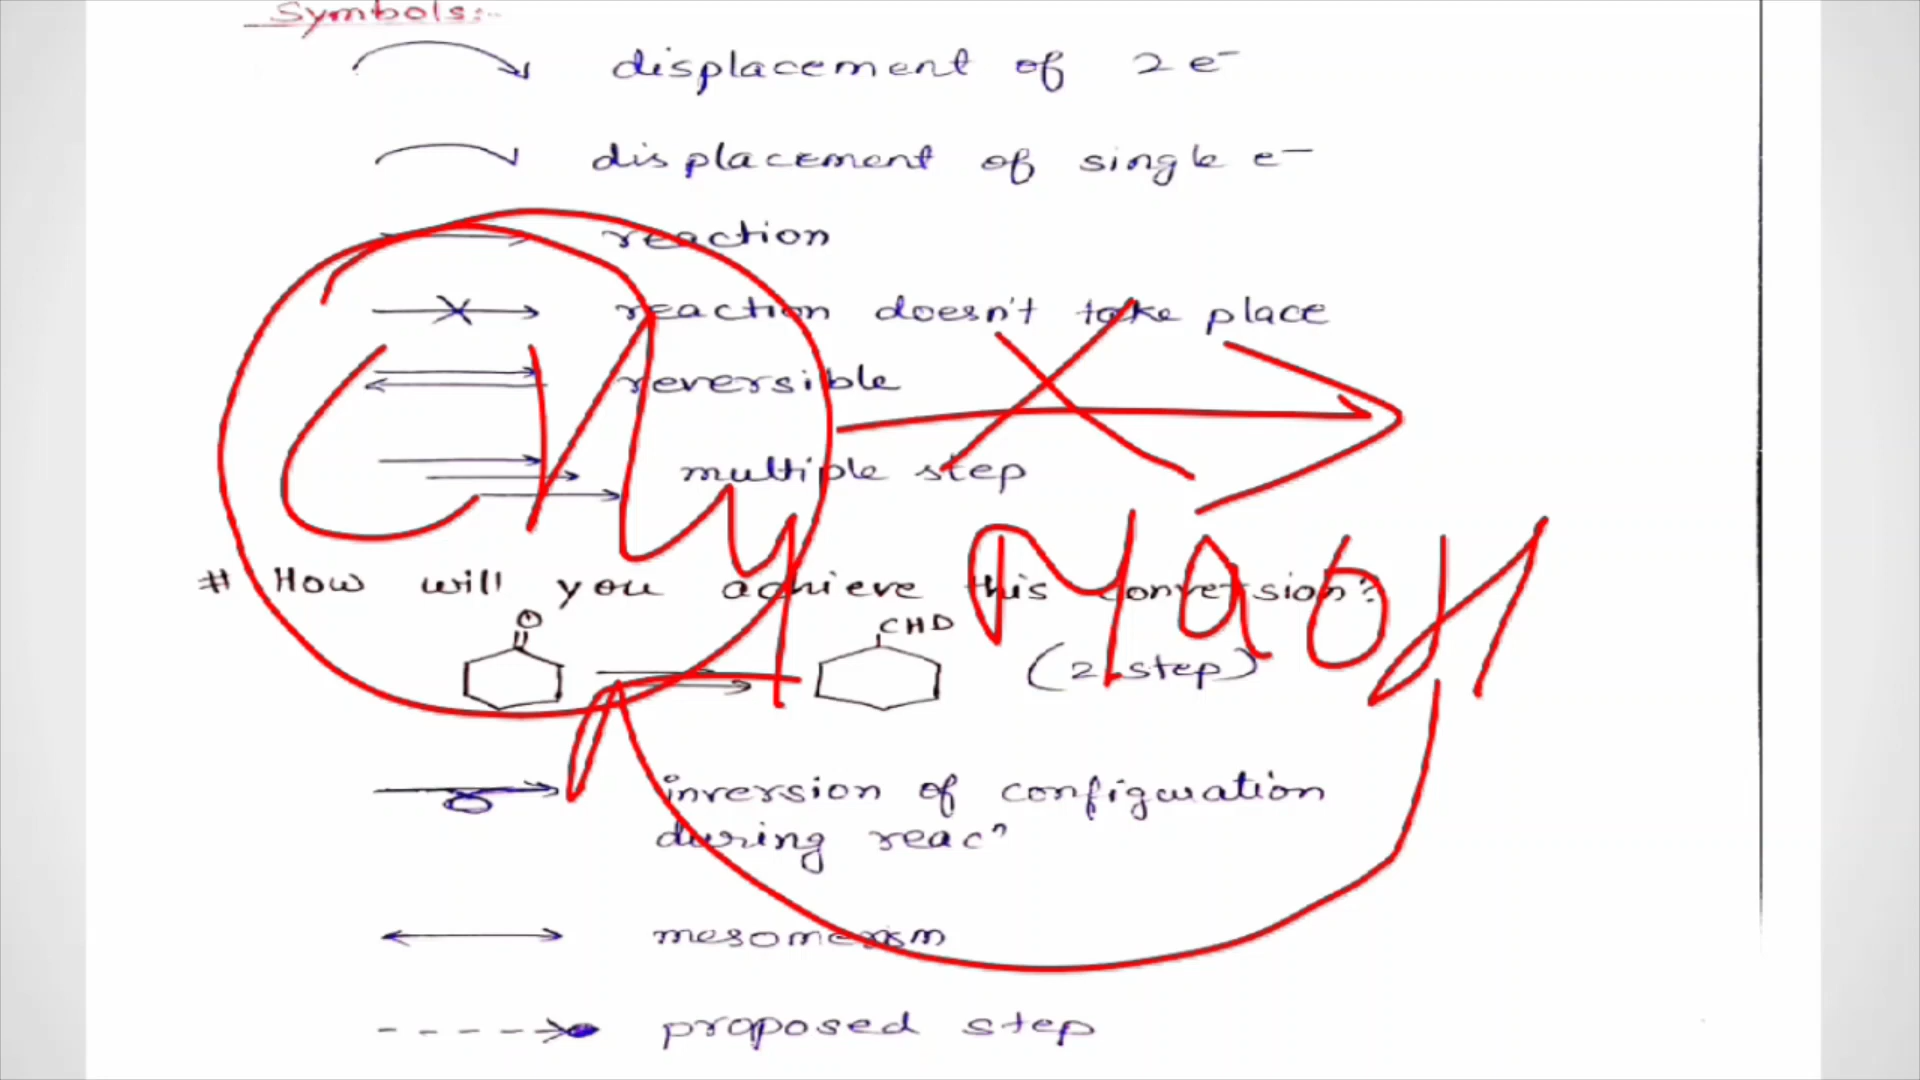 Symbols:-
displacement of 2 e⁻
displacement of single e⁻
reaction
reaction doesn't take place
reversible
multiple step
CH4
NaOH
# How will you achieve this conversion?
O
CHO
(2 step)
inversion of configuration
during reacⁿ
mesomerism
proposed step